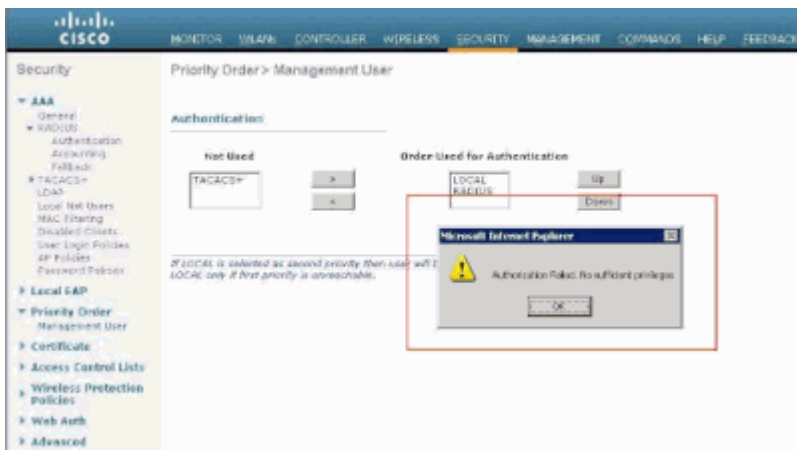 CISCO
MONITOR WLANs CONTROLLER WIRELESS SECURITY MANAGEMENT COMMANDS HELP FEEDBACK
Security
Priority Order > Management User
AAA
General
RADIUS
Authentication
Accounting
Fallback
TACACS+
LDAP
Local Net Users
MAC Filtering
Disabled Clients
User Login Policies
AP Policies
Password Policies
Local EAP
Priority Order
Management User
Certificate
Access Control Lists
Wireless Protection Policies
Web Auth
Advanced
Authentication
Not Used
Order Used for Authentication
TACACS+
>
<
LOCAL
RADIUS
Up
Down
If LOCAL is selected as second priority then user will
LOCAL only if first priority is unreachable.
Microsoft Internet Explorer
Authorization Failed. No sufficient privileges
OK